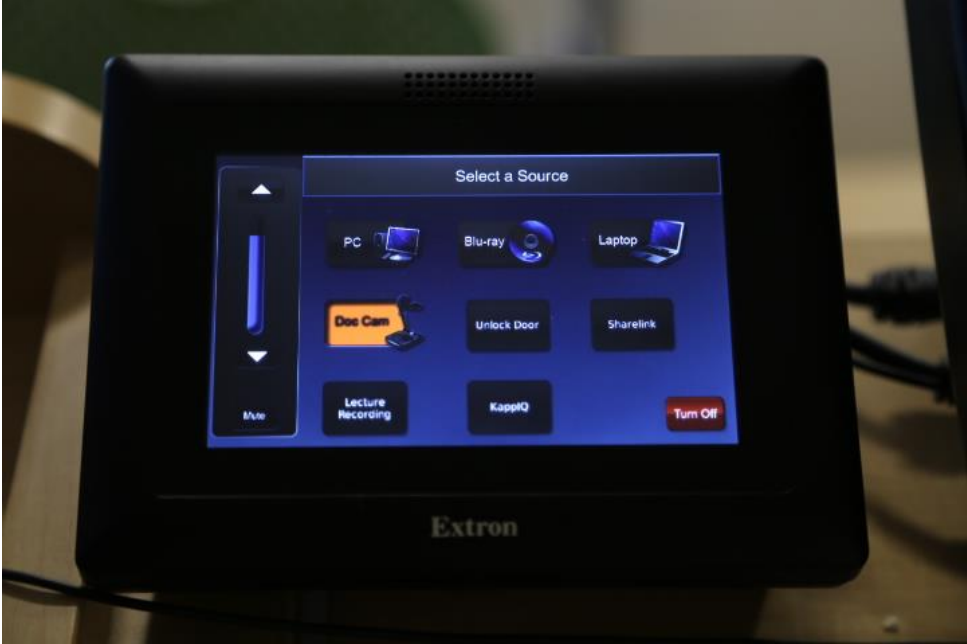 Select a Source
PC
Blu-ray
Laptop
Doc Cam
Unlock Door
Sharelink
Lecture
Recording
KappIQ
Mute
Turn Off
Extron